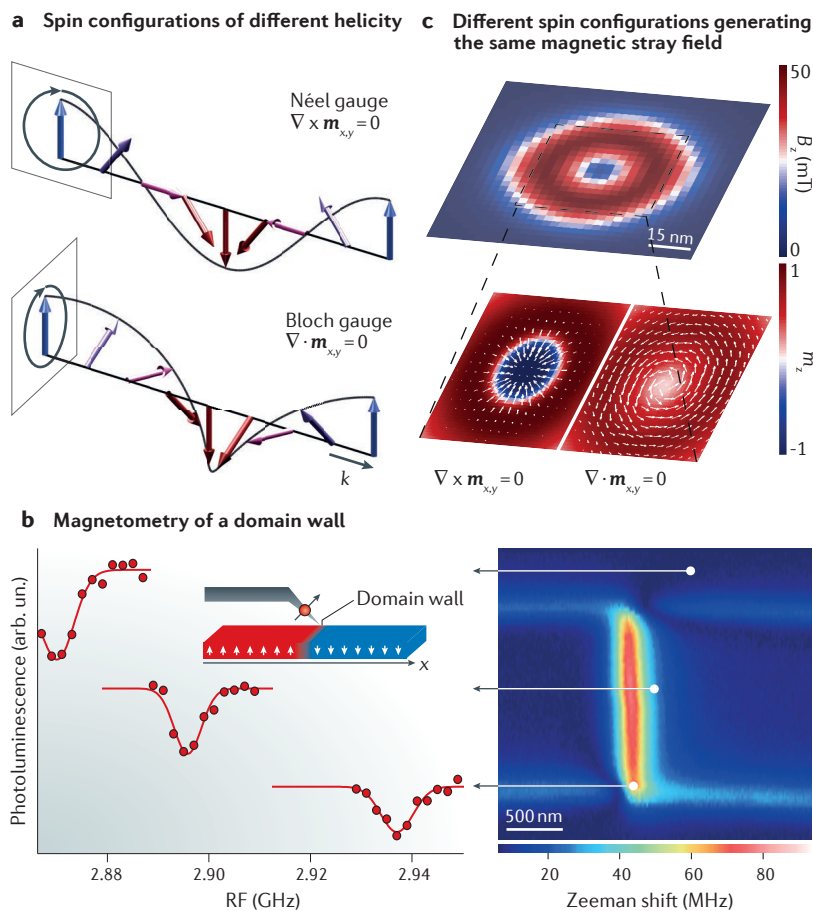 a Spin configurations of different helicity
Néel gauge
∇ x m_x,y = 0
Bloch gauge
∇ · m_x,y = 0
k
c Different spin configurations generating
the same magnetic stray field
50
B_z (mT)
0
15 nm
1
m_z
-1
∇ x m_x,y = 0
∇ · m_x,y = 0
b Magnetometry of a domain wall
Photoluminescence (arb. un.)
Domain wall
x
2.88
2.90
2.92
2.94
RF (GHz)
500 nm
20
40
60
80
Zeeman shift (MHz)